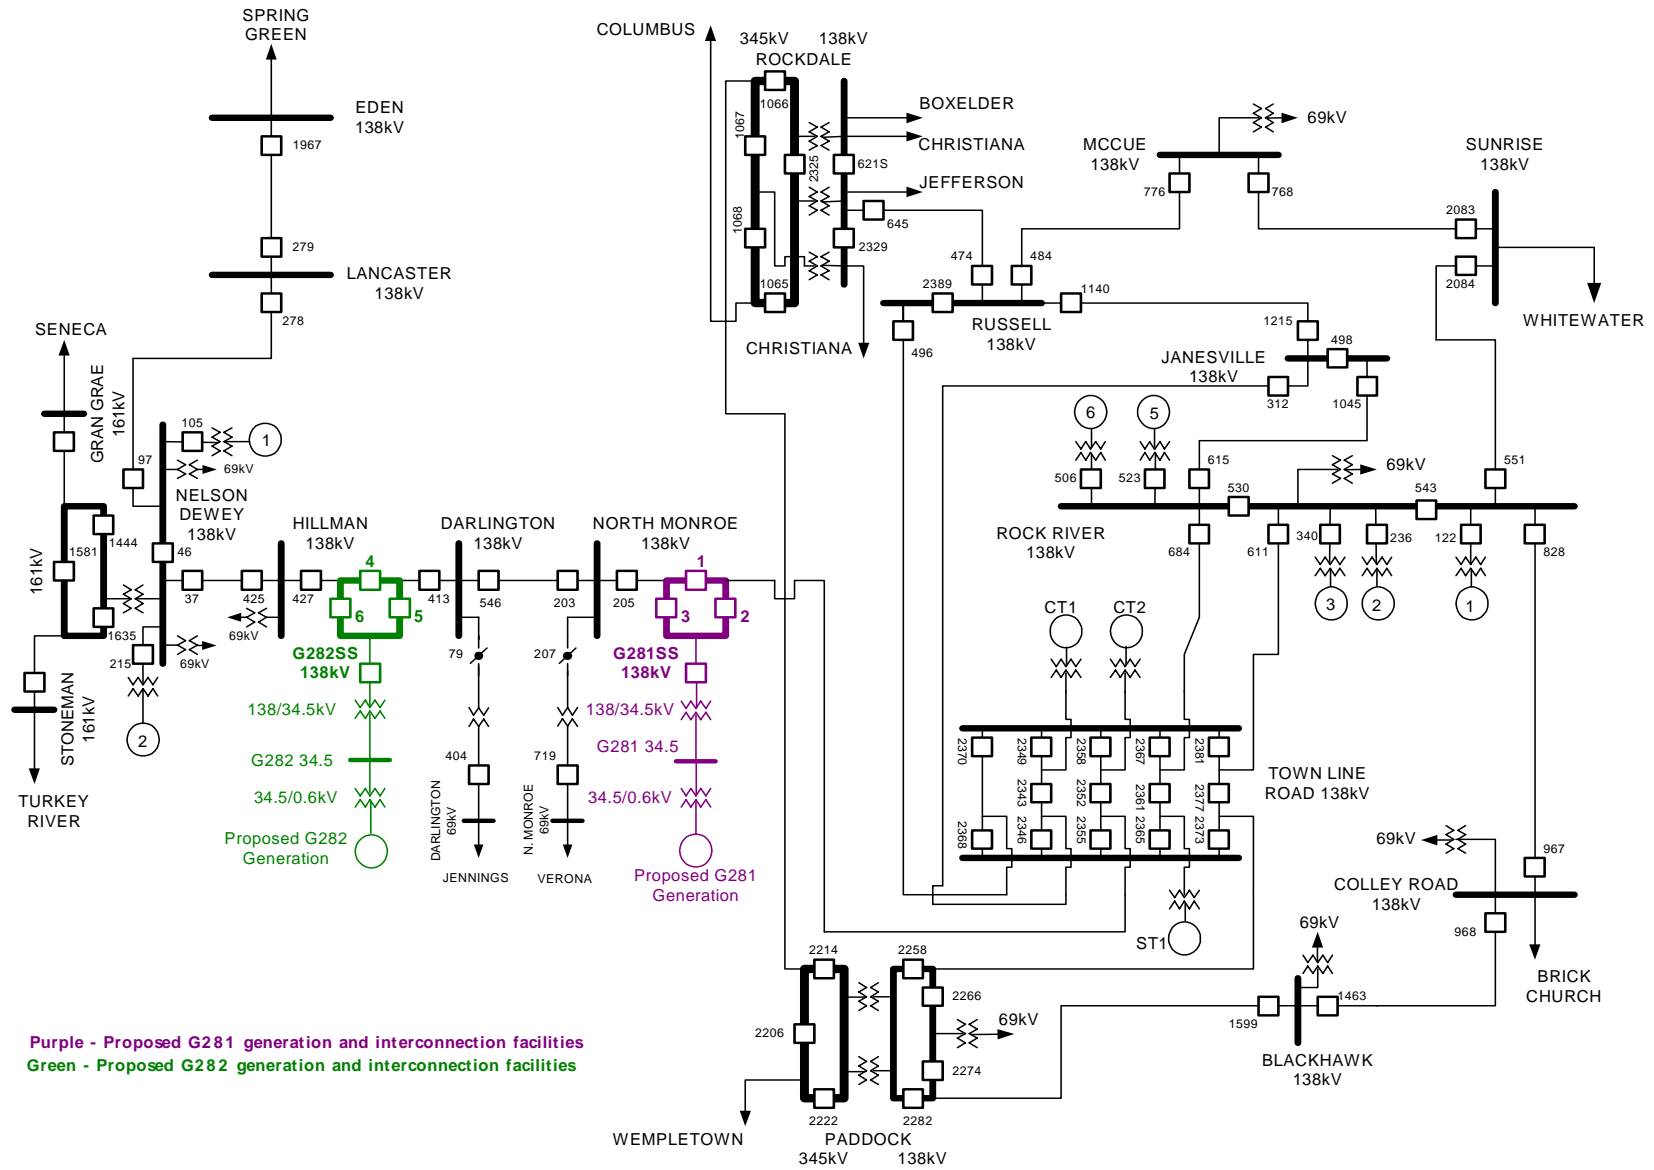 SPRING
GREEN
EDEN
138kV
1967
279
LANCASTER
138kV
278
SENECA
GRAN GRAE
161kV
105
1
97
69kV
NELSON
DEWEY
138kV
1444
1581
46
161kV
37
1635
215
69kV
2
STONEMAN
161kV
TURKEY
RIVER
HILLMAN
138kV
425
427
69kV
4
6
5
G282SS
138kV
138/34.5kV
G282 34.5
34.5/0.6kV
Proposed G282
Generation
DARLINGTON
138kV
413
546
79
404
DARLINGTON
69kV
JENNINGS
NORTH MONROE
138kV
203
205
207
719
N. MONROE
69kV
VERONA
1
3
2
G281SS
138kV
138/34.5kV
G281 34.5
34.5/0.6kV
Proposed G281
Generation
COLUMBUS
345kV
138kV
ROCKDALE
1066
1067
2325
621S
1068
1065
BOXELDER
CHRISTIANA
JEFFERSON
645
2329
CHRISTIANA
474
484
2389
1140
RUSSELL
138kV
496
MCCUE
138kV
69kV
776
768
SUNRISE
138kV
2083
2084
WHITEWATER
1215
498
JANESVILLE
138kV
312
1045
6
5
506
523
615
69kV
551
530
543
ROCK RIVER
138kV
684
611
340
236
122
828
3
2
1
CT1
CT2
2370
2349
2358
2367
2381
2343
2352
2361
2377
2368
2346
2355
2365
2373
TOWN LINE
ROAD 138kV
ST1
69kV
967
COLLEY ROAD
138kV
968
BRICK
CHURCH
69kV
1463
1599
BLACKHAWK
138kV
2214
2258
2266
2206
69kV
2274
2222
2282
WEMPLETOWN
PADDOCK
345kV
138kV
Purple - Proposed G281 generation and interconnection facilities
Green - Proposed G282 generation and interconnection facilities